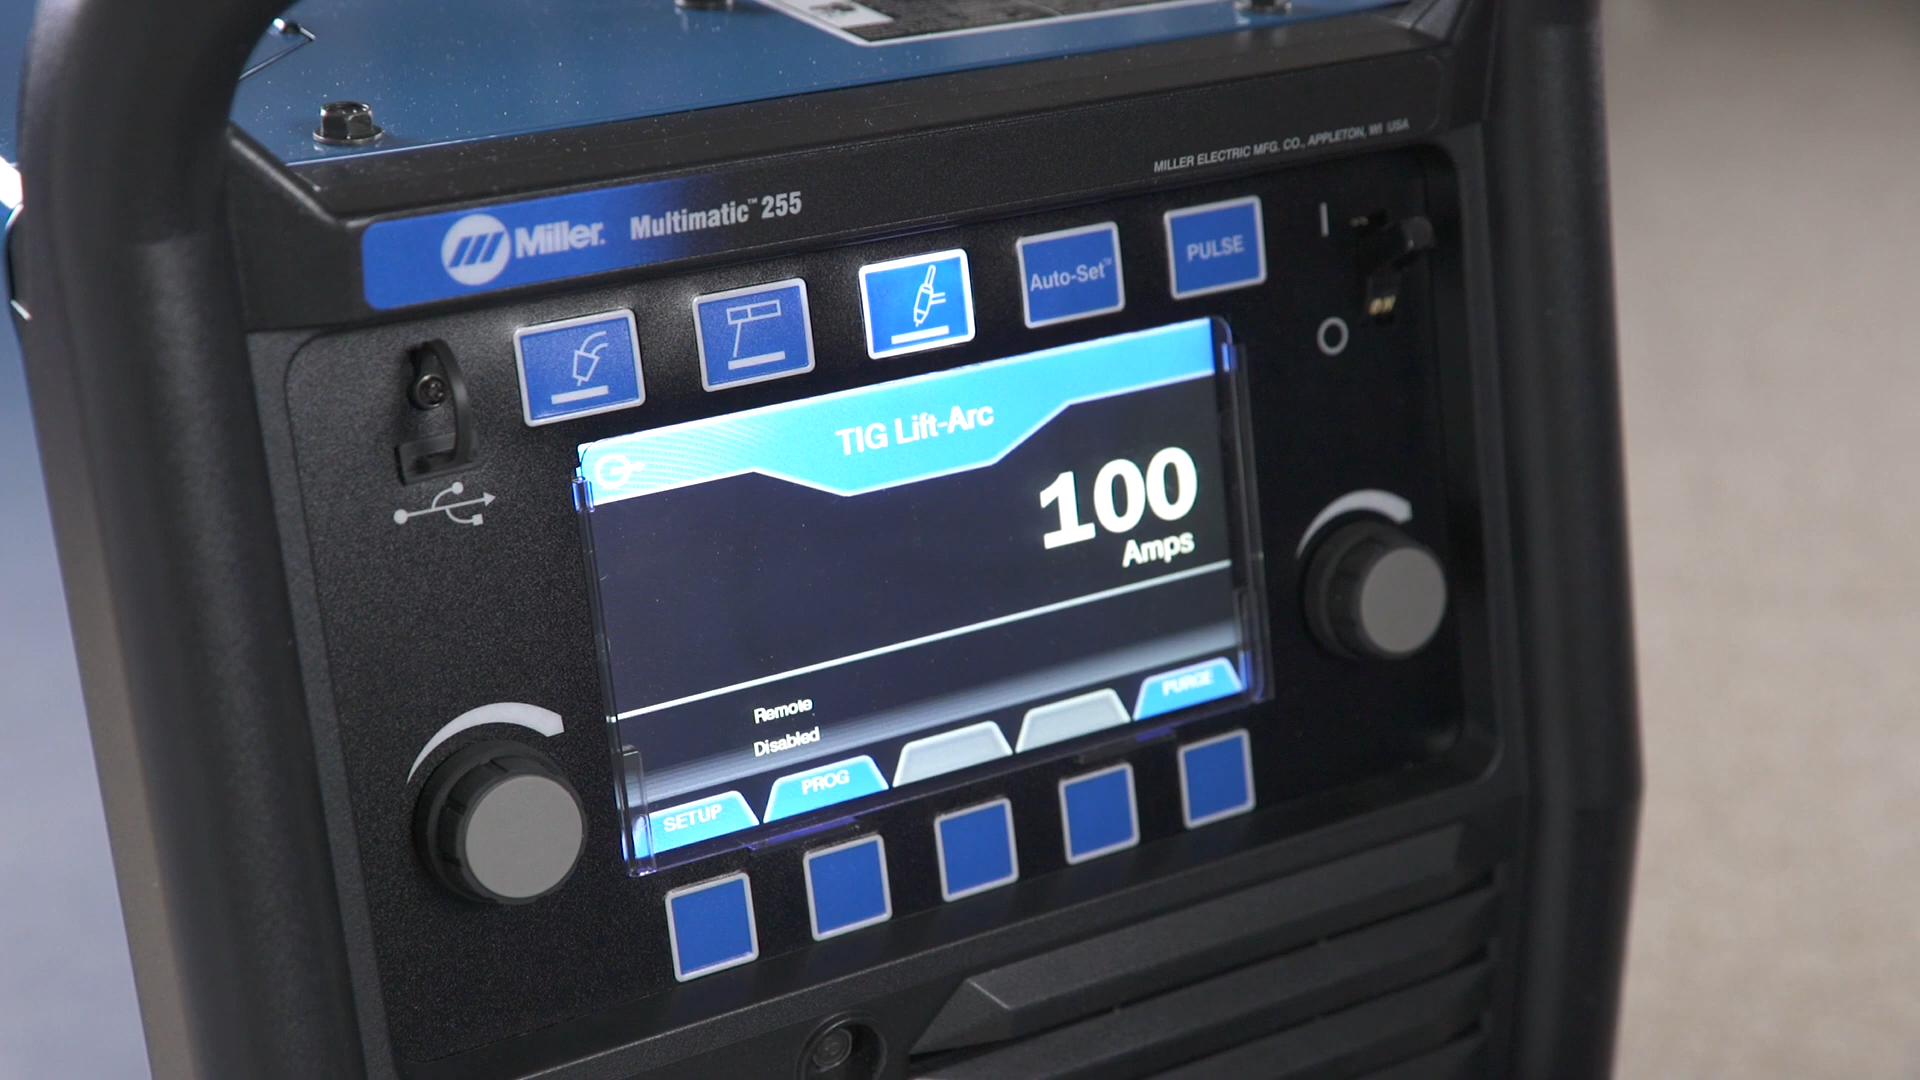 MILLER ELECTRIC MFG. CO., APPLETON, WI USA
Miller® Multimatic™ 255
Auto-Set™
PULSE
TIG Lift-Arc
100
Amps
Remote
Disabled
SETUP
PROG
PURGE